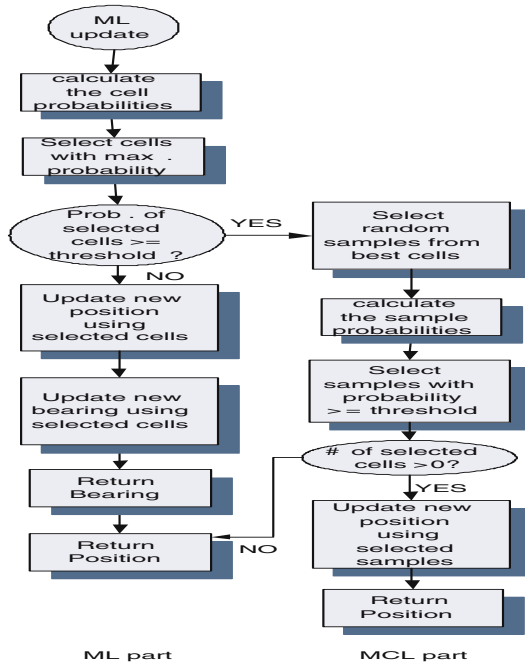 ML
update
calculate
the cell
probabilities
Select cells
with max .
probability
Prob . of
selected
cells >=
threshold ?
YES
NO
Update new
position
using
selected cells
Update new
bearing using
selected cells
Return
Bearing
Return
Position
Select
random
samples from
best cells
calculate
the sample
probabilities
Select
samples with
probability
>= threshold
# of selected
cells >0?
YES
NO
Update new
position
using
selected
samples
Return
Position
ML part
MCL part